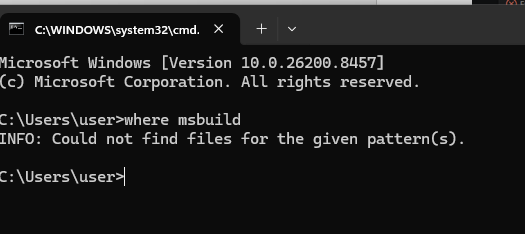 C:\WINDOWS\system32\cmd.
Microsoft Windows [Version 10.0.26200.8457]
(c) Microsoft Corporation. All rights reserved.
C:\Users\user>where msbuild
INFO: Could not find files for the given pattern(s).
C:\Users\user>